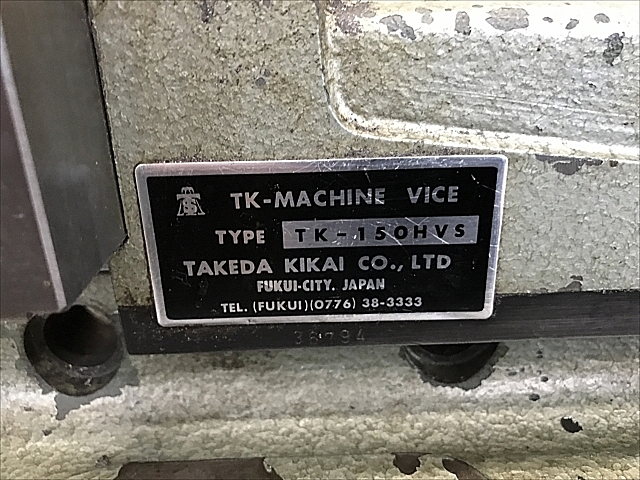 TK-MACHINE VICE
TYPE TK-150HVS
TAKEDA KIKAI CO., LTD
FUKUI-CITY. JAPAN
TEL. (FUKUI)(0776) 38-3333